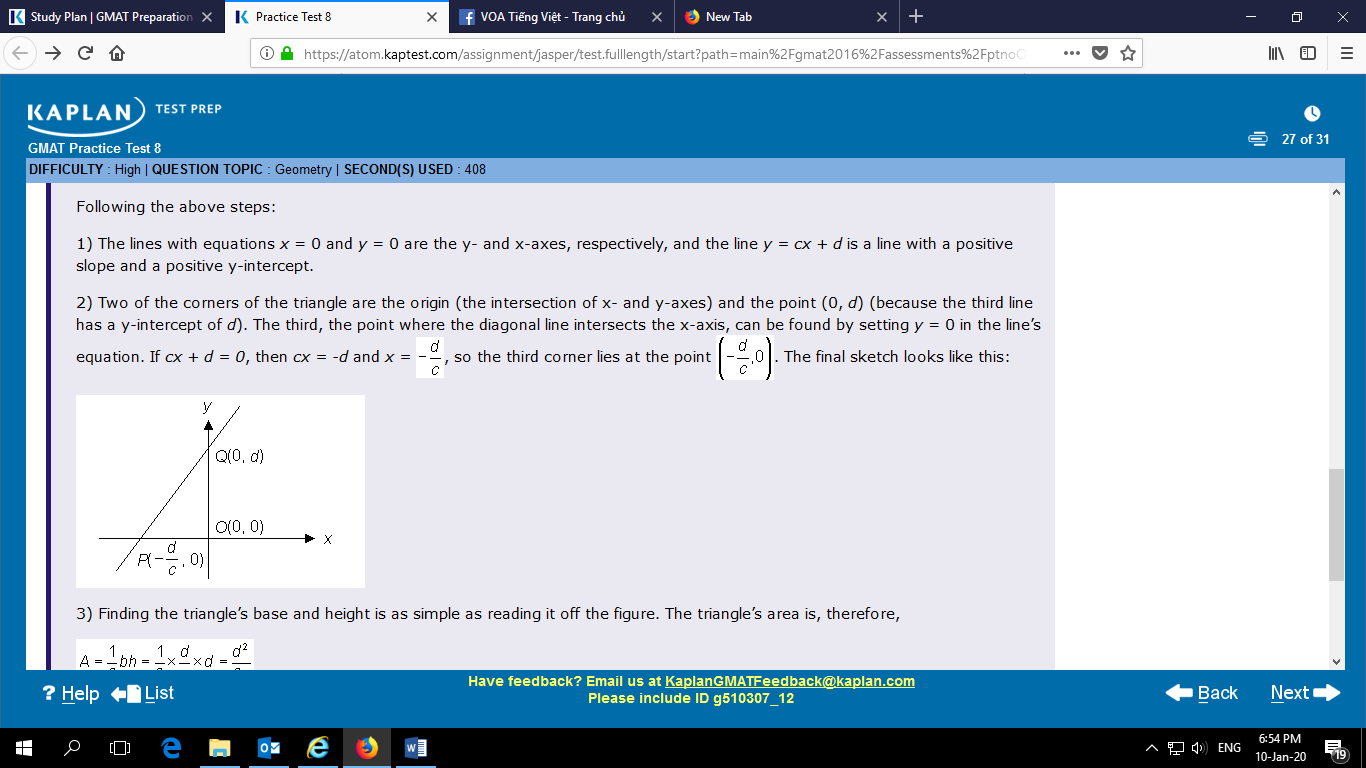 Study Plan | GMAT Preparation
Practice Test 8
VOA Tiếng Việt - Trang chủ
New Tab
https://atom.kaptest.com/assignment/jasper/test.fulllength/start?path=main%2Fgmat2016%2Fassessments%2FptnoC
KAPLAN TEST PREP
27 of 31
GMAT Practice Test 8
DIFFICULTY : High | QUESTION TOPIC : Geometry | SECOND(S) USED : 408
Following the above steps:
1) The lines with equations x = 0 and y = 0 are the y- and x-axes, respectively, and the line y = cx + d is a line with a positive
slope and a positive y-intercept.
2) Two of the corners of the triangle are the origin (the intersection of x- and y-axes) and the point (0, d) (because the third line
has a y-intercept of d). The third, the point where the diagonal line intersects the x-axis, can be found by setting y = 0 in the line's
equation. If cx + d = 0, then cx = -d and x = -d/c, so the third corner lies at the point (-d/c,0). The final sketch looks like this:
y
Q(0, d)
O(0, 0)
x
P(-d/c, 0)
3) Finding the triangle's base and height is as simple as reading it off the figure. The triangle's area is, therefore,
? Help
List
Have feedback? Email us at KaplanGMATFeedback@kaplan.com
Please include ID g510307_12
Back
Next
ENG
6:54 PM
10-Jan-20
19